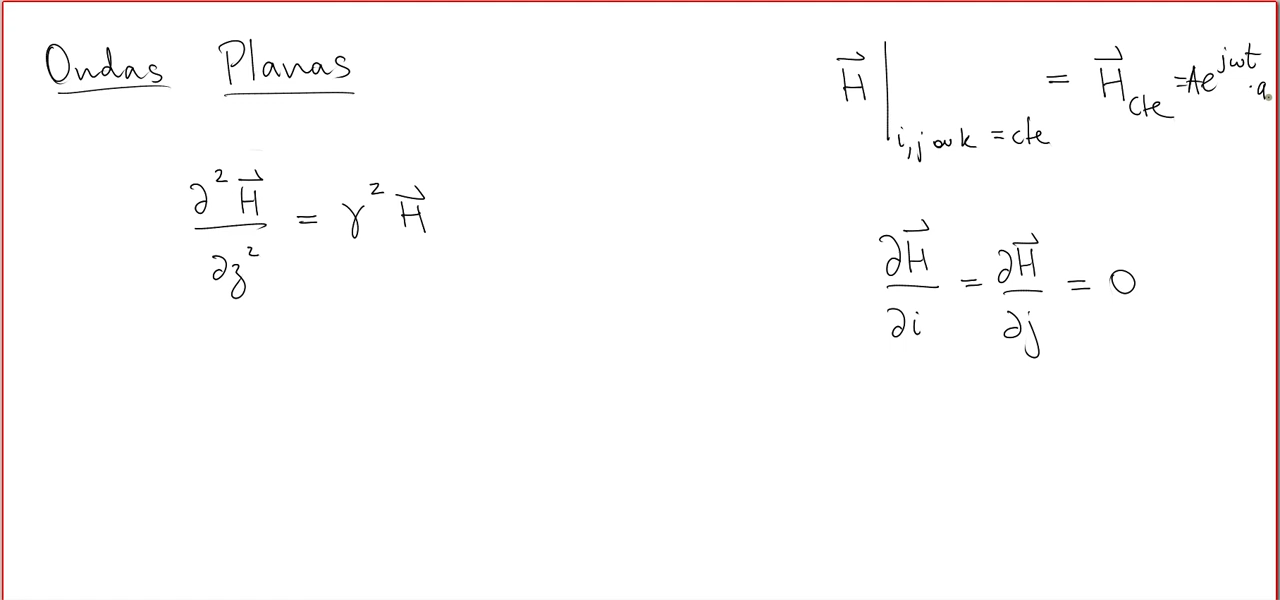 Ondas Planas
∂²H⃗/∂z² = γ²H⃗
H⃗|i,j ou k = cte = H⃗cte = Ae^jωt · a
∂H⃗/∂i = ∂H⃗/∂j = 0